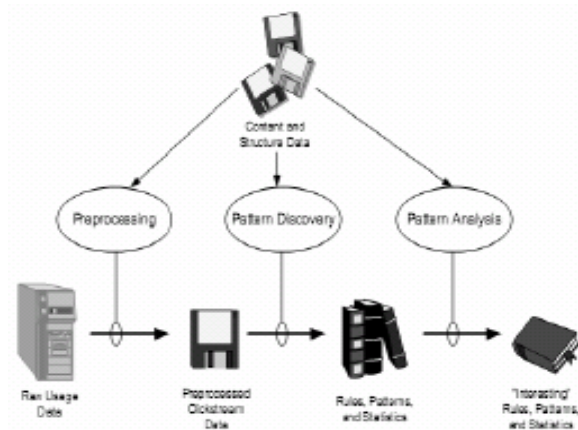 Content and
Structure Data
Preprocessing
Pattern Discovery
Pattern Analysis
Raw Usage
Data
Preprocessed
Clickstream
Data
Rules, Patterns,
and Statistics
"Interesting"
Rules, Patterns,
and Statistics